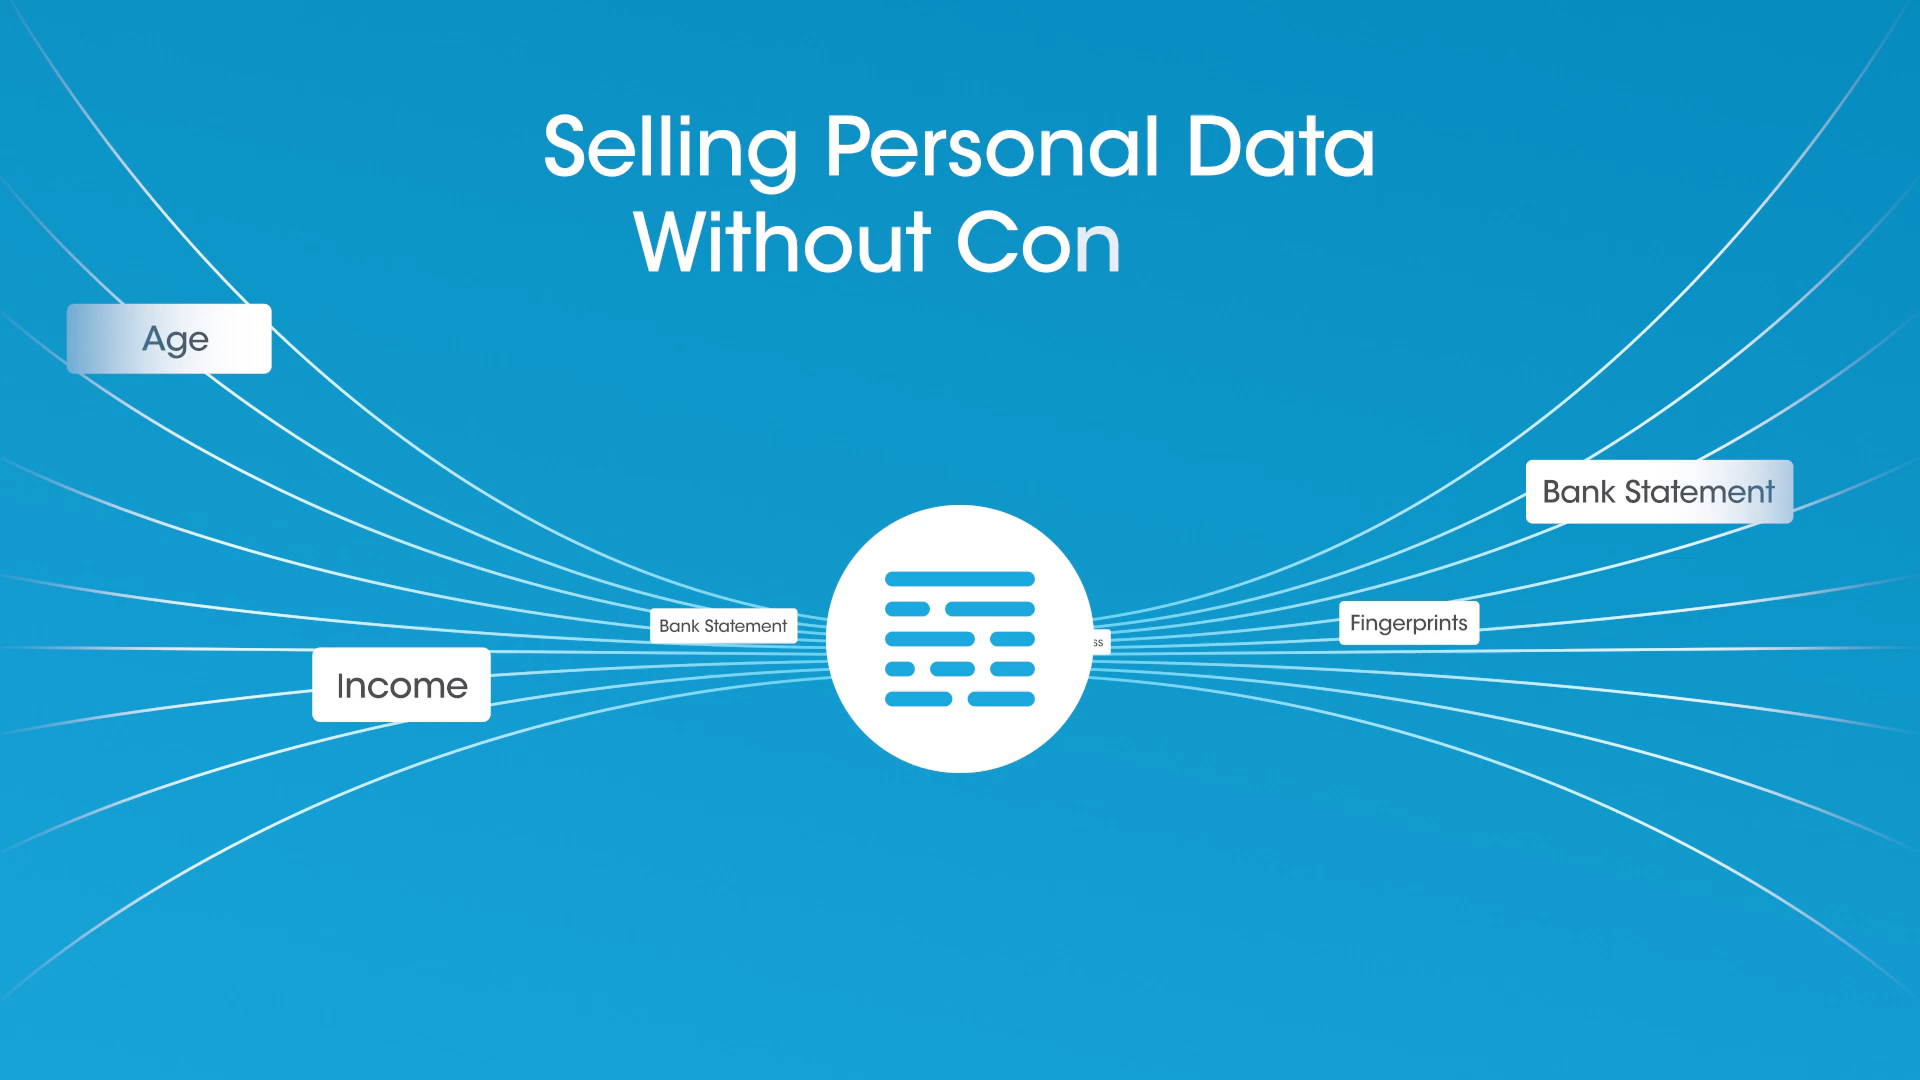 Selling Personal Data
Without Con
Age
Bank Statement
Bank Statement
Fingerprints
Income